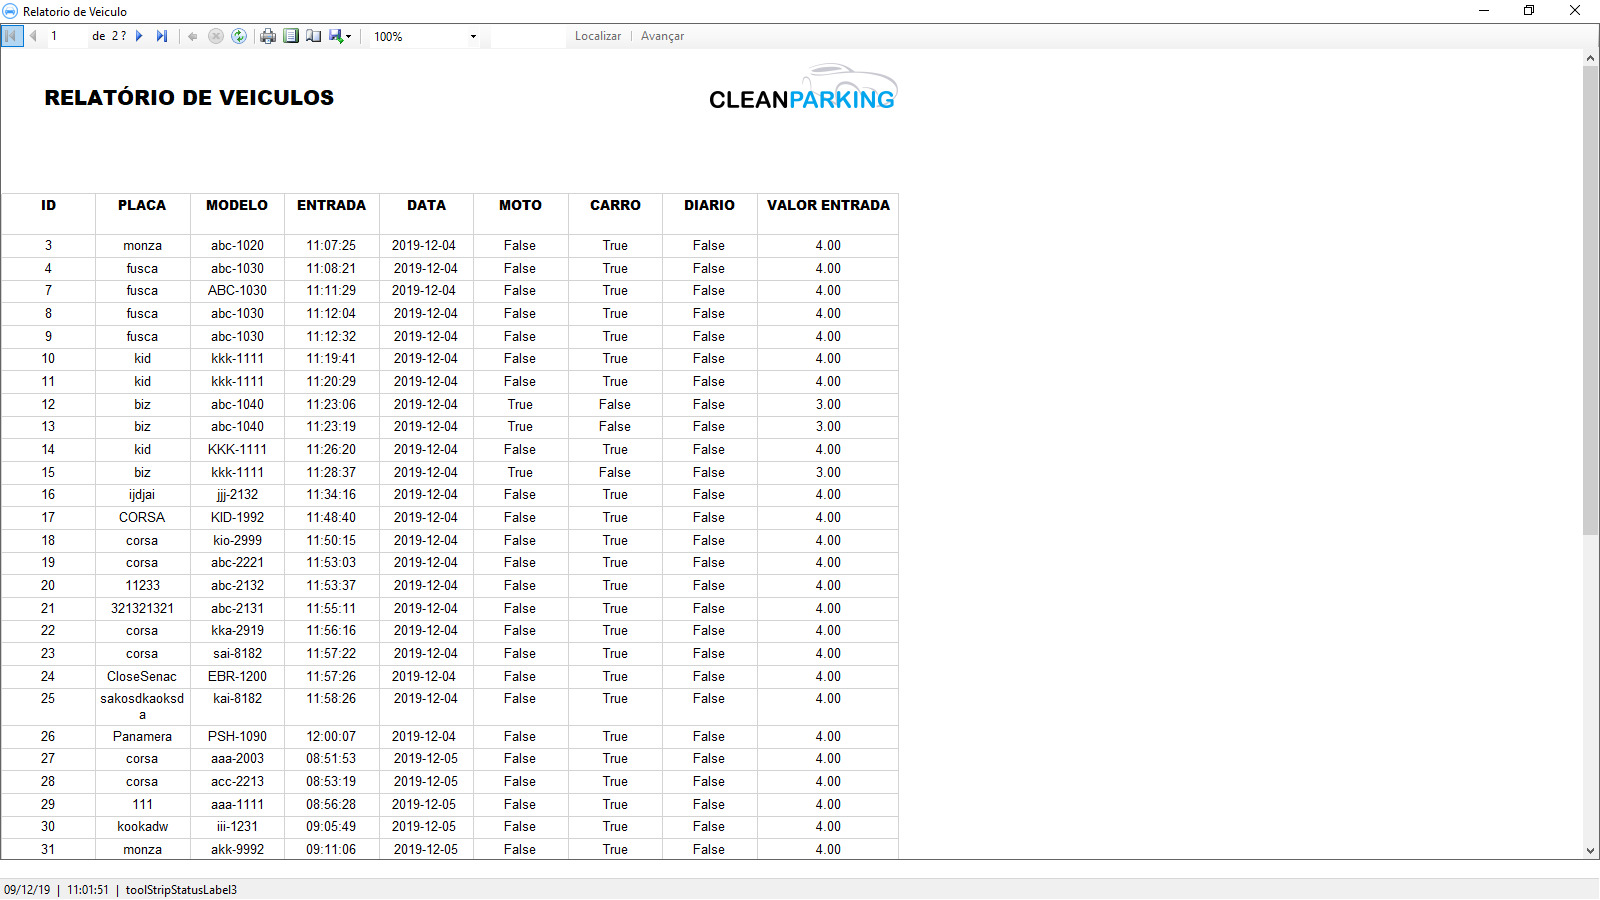 Relatorio de Veiculo
1 de 2 ? 100% Localizar | Avançar
RELATÓRIO DE VEICULOS
CLEANPARKING
ID PLACA MODELO ENTRADA DATA MOTO CARRO DIARIO VALOR ENTRADA
3 monza abc-1020 11:07:25 2019-12-04 False True False 4.00
4 fusca abc-1030 11:08:21 2019-12-04 False True False 4.00
7 fusca ABC-1030 11:11:29 2019-12-04 False True False 4.00
8 fusca abc-1030 11:12:04 2019-12-04 False True False 4.00
9 fusca abc-1030 11:12:32 2019-12-04 False True False 4.00
10 kid kkk-1111 11:19:41 2019-12-04 False True False 4.00
11 kid kkk-1111 11:20:29 2019-12-04 False True False 4.00
12 biz abc-1040 11:23:06 2019-12-04 True False False 3.00
13 biz abc-1040 11:23:19 2019-12-04 True False False 3.00
14 kid KKK-1111 11:26:20 2019-12-04 False True False 4.00
15 biz kkk-1111 11:28:37 2019-12-04 True False False 3.00
16 ijdjai jjj-2132 11:34:16 2019-12-04 False True False 4.00
17 CORSA KID-1992 11:48:40 2019-12-04 False True False 4.00
18 corsa kio-2999 11:50:15 2019-12-04 False True False 4.00
19 corsa abc-2221 11:53:03 2019-12-04 False True False 4.00
20 11233 abc-2132 11:53:37 2019-12-04 False True False 4.00
21 321321321 abc-2131 11:55:11 2019-12-04 False True False 4.00
22 corsa kka-2919 11:56:16 2019-12-04 False True False 4.00
23 corsa sai-8182 11:57:22 2019-12-04 False True False 4.00
24 CloseSenac EBR-1200 11:57:26 2019-12-04 False True False 4.00
25 sakosdkaoksd kai-8182 11:58:26 2019-12-04 False True False 4.00
a
26 Panamera PSH-1090 12:00:07 2019-12-04 False True False 4.00
27 corsa aaa-2003 08:51:53 2019-12-05 False True False 4.00
28 corsa acc-2213 08:53:19 2019-12-05 False True False 4.00
29 111 aaa-1111 08:56:28 2019-12-05 False True False 4.00
30 kookadw iii-1231 09:05:49 2019-12-05 False True False 4.00
31 monza akk-9992 09:11:06 2019-12-05 False True False 4.00
09/12/19 | 11:01:51 | toolStripStatusLabel3